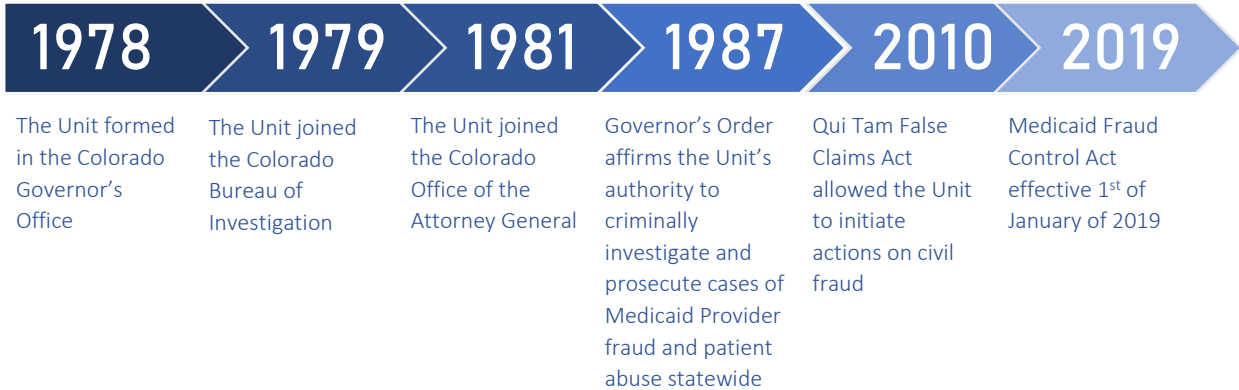 1978
1979
1981
1987
2010
2019
The Unit formed
in the Colorado
Governor’s
Office
The Unit joined
the Colorado
Bureau of
Investigation
The Unit joined
the Colorado
Office of the
Attorney General
Governor’s Order
affirms the Unit’s
authority to
criminally
investigate and
prosecute cases of
Medicaid Provider
fraud and patient
abuse statewide
Qui Tam False
Claims Act
allowed the Unit
to initiate
actions on civil
fraud
Medicaid Fraud
Control Act
effective 1st of
January of 2019